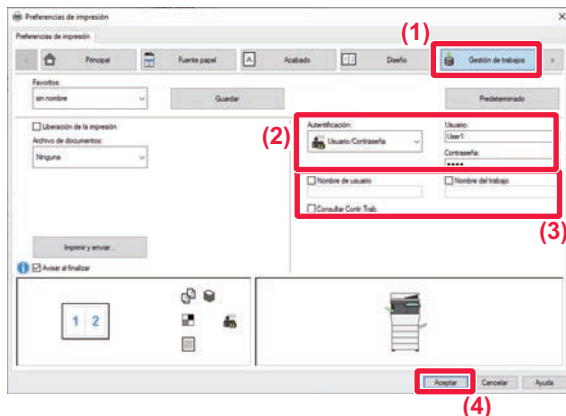 Preferencias de impresión
Preferencias de impresión
(1)
Principal
Fuente papel
Acabado
Diseño
Gestión de trabajos
Favoritos:
sin nombre
Guardar
Predeterminado
Liberación de la impresión
Archivo de documentos:
Ninguna
(2)
Autentificación:
Usuario/Contraseña
Usuario:
User1
Contraseña:
••••
Nombre de usuario
Nombre del trabajo
Consultar Contr. Trab.
(3)
Imprimir y enviar...
Avisar al finalizar
1 2
Aceptar
Cancelar
Ayuda
(4)